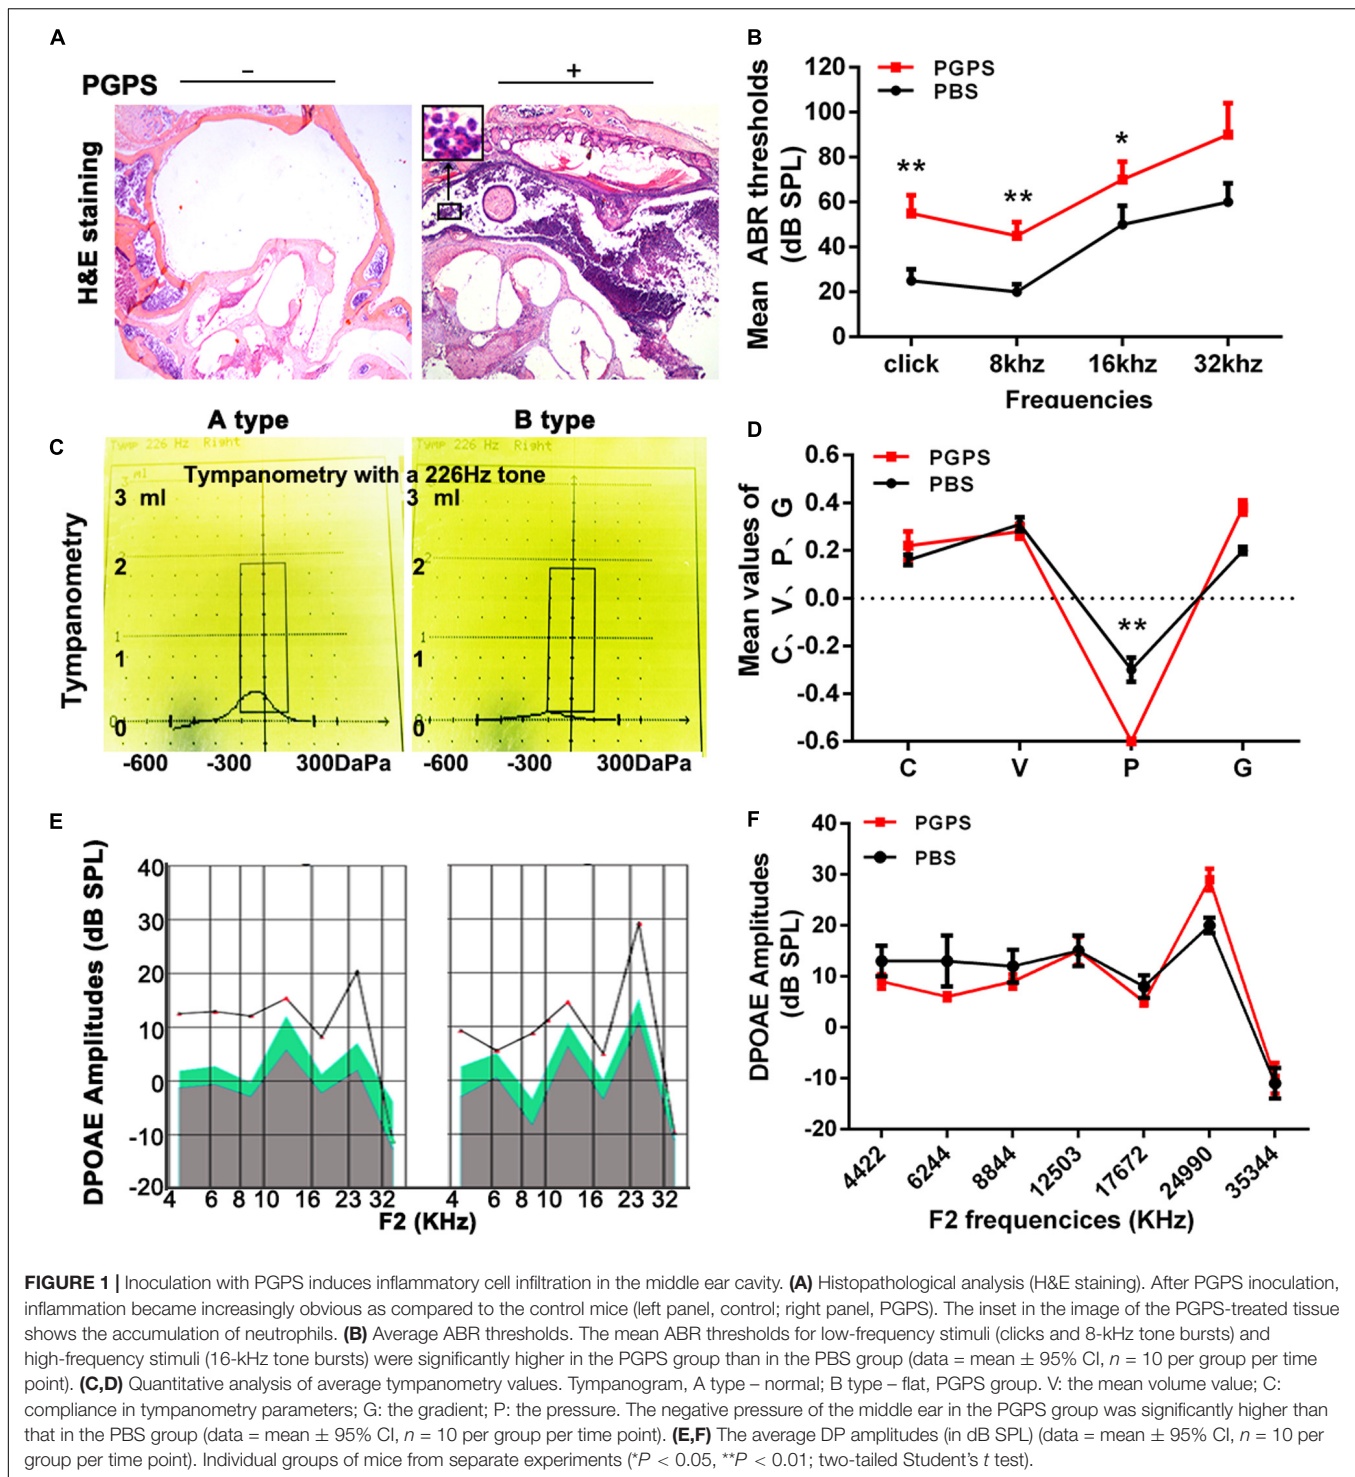 A
PGPS
–
+
H&E staining
B
PGPS
PBS
Mean ABR thresholds
(dB SPL)
120
100
80
60
40
20
0
**
**
*
click
8khz
16khz
32khz
Frequencies
C
A type
B type
Tymp 226 Hz Right
Tymp 226 Hz Right
Tympanometry with a 226Hz tone
3 ml
3 ml
2
2
1
1
0
0
Tympanometry
-600
-300
300DaPa
-600
-300
300DaPa
D
PGPS
PBS
Mean values of
C、V、P、G
0.6
0.4
0.2
0.0
-0.2
-0.4
-0.6
**
C
V
P
G
E
DPOAE Amplitudes (dB SPL)
40
30
20
10
0
-10
-20
4 6 8 10 16 23 32
4 6 8 10 16 23 32
F2 (KHz)
F
PGPS
PBS
DPOAE Amplitudes
(dB SPL)
40
30
20
10
0
-10
-20
4422
6244
8844
12503
17672
24990
35344
F2 frequencices (KHz)
FIGURE 1 | Inoculation with PGPS induces inflammatory cell infiltration in the middle ear cavity. (A) Histopathological analysis (H&E staining). After PGPS inoculation,
inflammation became increasingly obvious as compared to the control mice (left panel, control; right panel, PGPS). The inset in the image of the PGPS-treated tissue
shows the accumulation of neutrophils. (B) Average ABR thresholds. The mean ABR thresholds for low-frequency stimuli (clicks and 8-kHz tone bursts) and
high-frequency stimuli (16-kHz tone bursts) were significantly higher in the PGPS group than in the PBS group (data = mean ± 95% CI, n = 10 per group per time
point). (C,D) Quantitative analysis of average tympanometry values. Tympanogram, A type – normal; B type – flat, PGPS group. V: the mean volume value; C:
compliance in tympanometry parameters; G: the gradient; P: the pressure. The negative pressure of the middle ear in the PGPS group was significantly higher than
that in the PBS group (data = mean ± 95% CI, n = 10 per group per time point). (E,F) The average DP amplitudes (in dB SPL) (data = mean ± 95% CI, n = 10 per
group per time point). Individual groups of mice from separate experiments (*P < 0.05, **P < 0.01; two-tailed Student's t test).